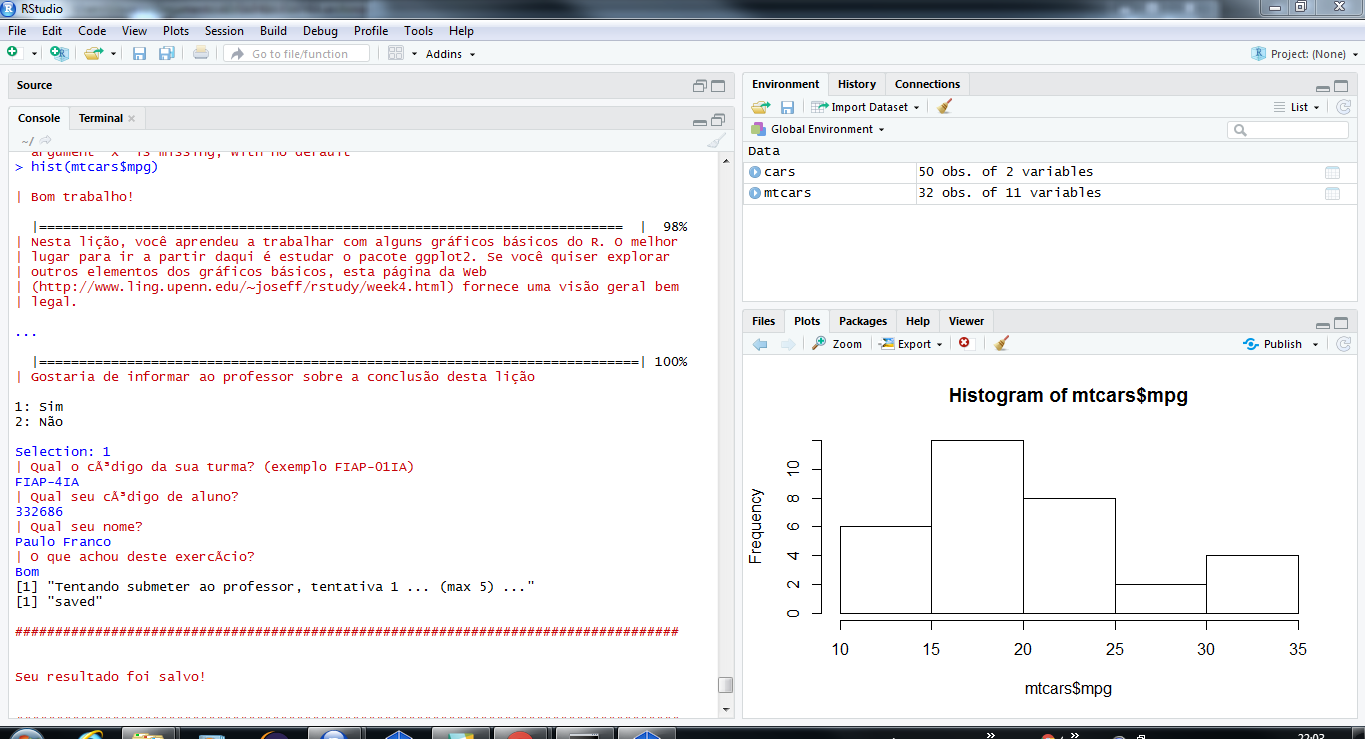 RStudio
File Edit Code View Plots Session Build Debug Profile Tools Help
Go to file/function Addins Project: (None)
Source
Console Terminal
~/
argument "x" is missing, with no default
> hist(mtcars$mpg)
| Bom trabalho!
|========================================================================= | 98%
| Nesta lição, você aprendeu a trabalhar com alguns gráficos básicos do R. O melhor
| lugar para ir a partir daqui é estudar o pacote ggplot2. Se você quiser explorar
| outros elementos dos gráficos básicos, esta página da Web
| (http://www.ling.upenn.edu/~joseff/rstudy/week4.html) fornece uma visão geral bem
| legal.
...
|===========================================================================| 100%
| Gostaria de informar ao professor sobre a conclusão desta lição
1: Sim
2: Não
Selection: 1
| Qual o cÃ³digo da sua turma? (exemplo FIAP-01IA)
FIAP-4IA
| Qual seu cÃ³digo de aluno?
332686
| Qual seu nome?
Paulo Franco
| O que achou deste exercÃcio?
Bom
[1] "Tentando submeter ao professor, tentativa 1 ... (max 5) ..."
[1] "saved"
###################################################################################
Seu resultado foi salvo!
Environment History Connections
Import Dataset List
Global Environment
Data
cars 50 obs. of 2 variables
mtcars 32 obs. of 11 variables
Files Plots Packages Help Viewer
Zoom Export Publish
Histogram of mtcars$mpg
Frequency
10
8
6
4
2
0
10 15 20 25 30 35
mtcars$mpg
22:03